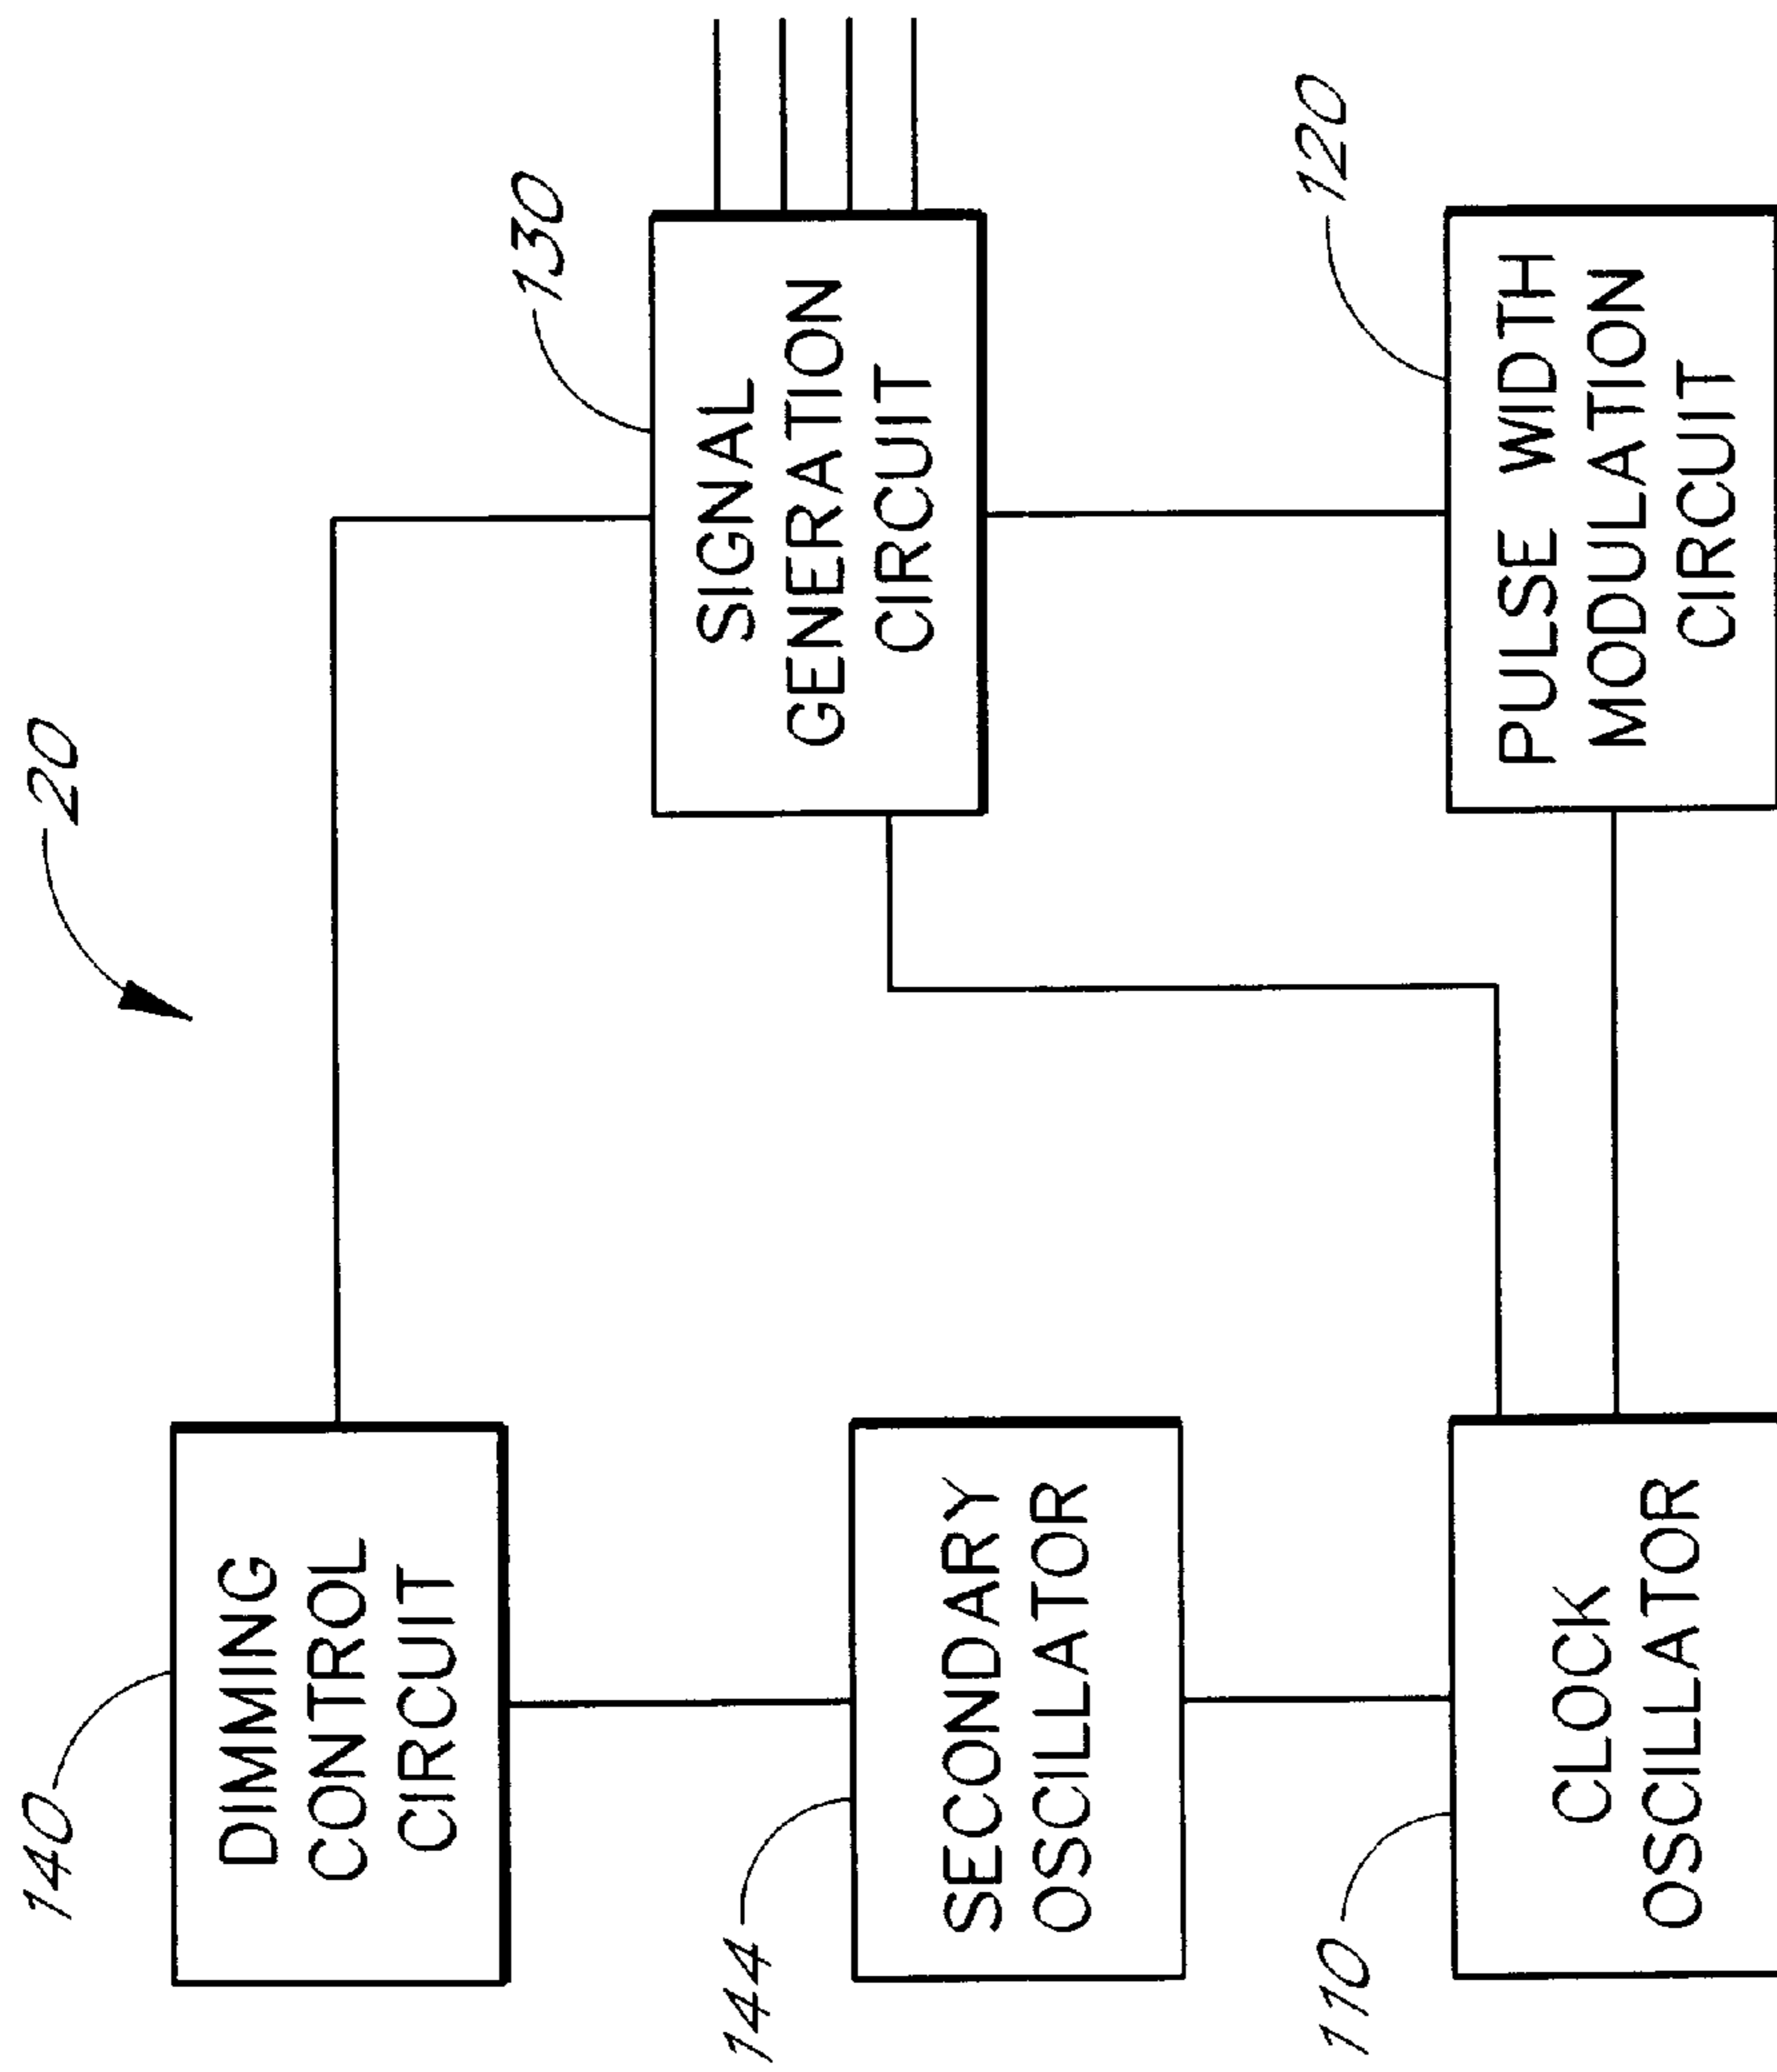 20
140
DIMMING
CONTROL
CIRCUIT
144
SECONDARY
OSCILLATOR
110
CLOCK
OSCILLATOR
130
SIGNAL
GENERATION
CIRCUIT
120
PULSE WIDTH
MODULATION
CIRCUIT